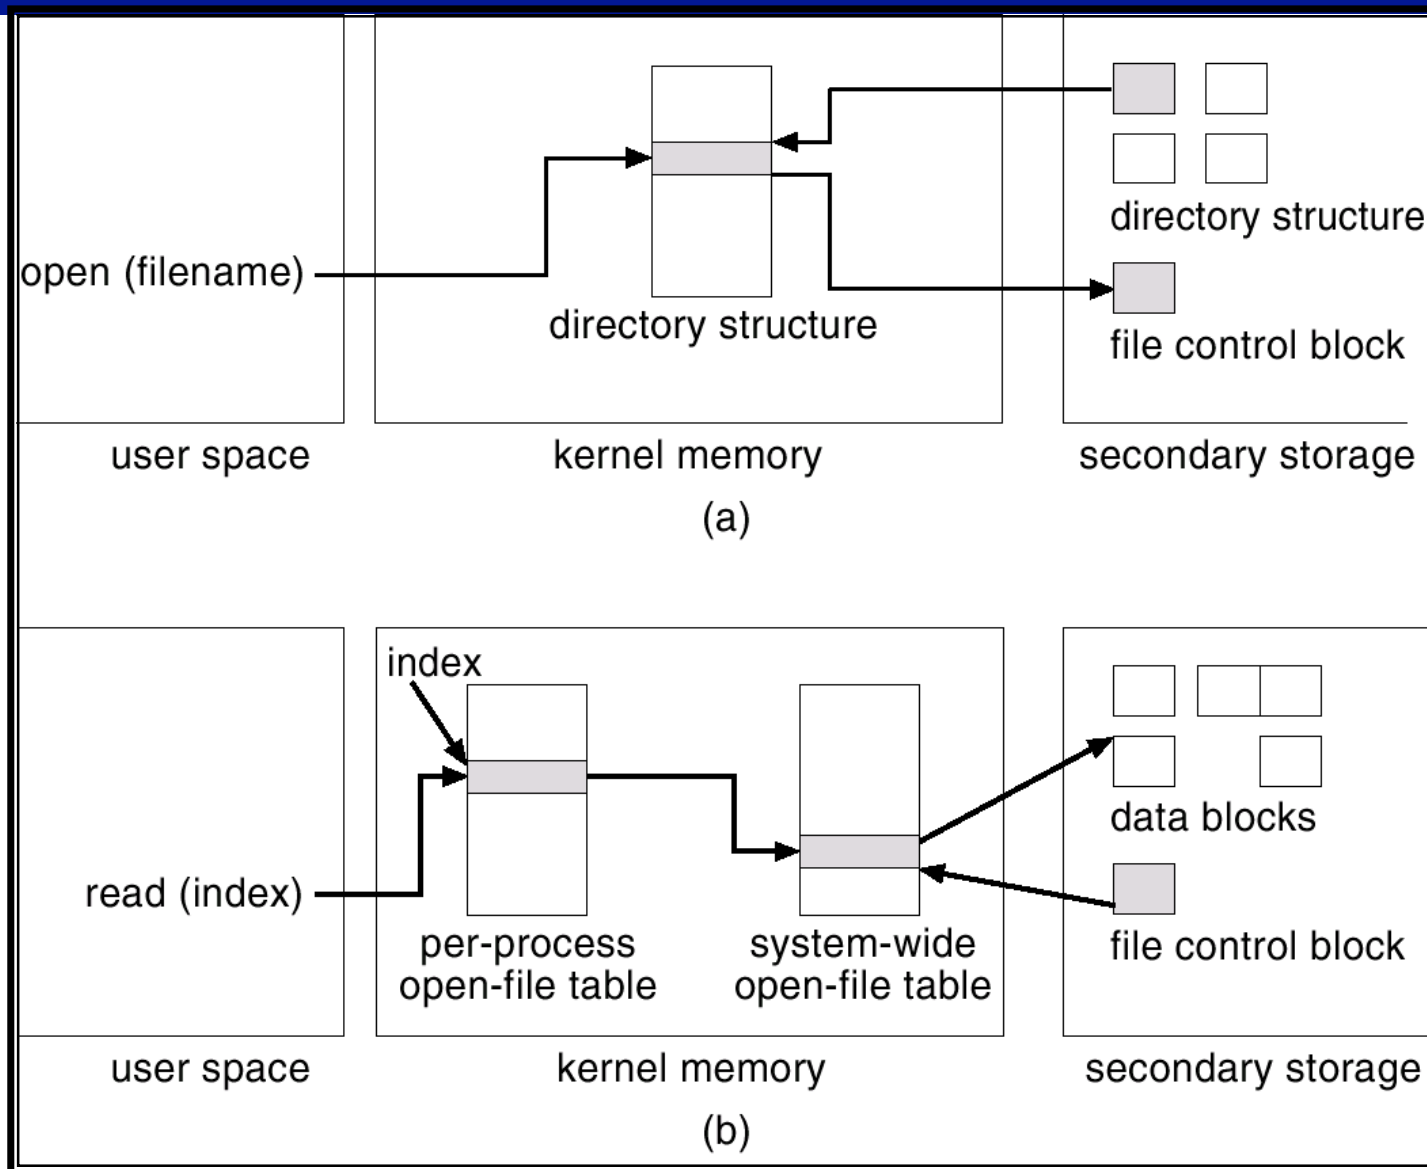 directory structure
open (filename)
directory structure
file control block
user space
kernel memory
secondary storage
(a)
index
data blocks
read (index)
per-process
open-file table
system-wide
open-file table
file control block
user space
kernel memory
secondary storage
(b)